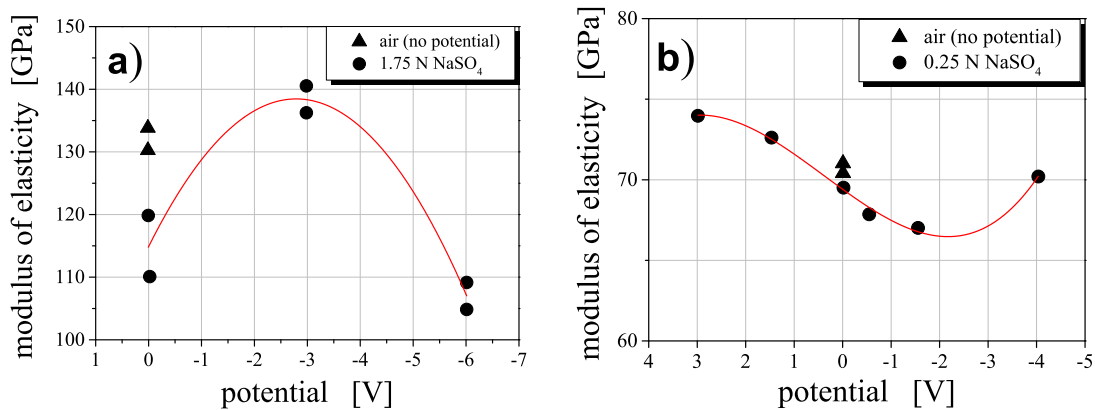 a)
air (no potential)
1.75 N NaSO₄
modulus of elasticity [GPa]
150
140
130
120
110
100
1 0 -1 -2 -3 -4 -5 -6 -7
potential [V]
b)
air (no potential)
0.25 N NaSO₄
modulus of elasticity [GPa]
80
70
60
4 3 2 1 0 -1 -2 -3 -4 -5
potential [V]